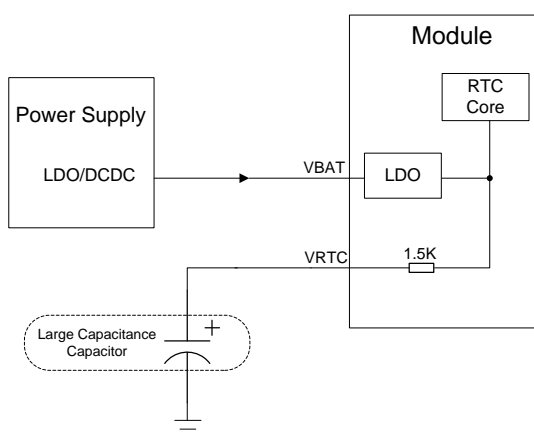 Module
RTC
Core
Power Supply
LDO/DCDC
VBAT
LDO
VRTC
1.5K
Large Capacitance
Capacitor
+